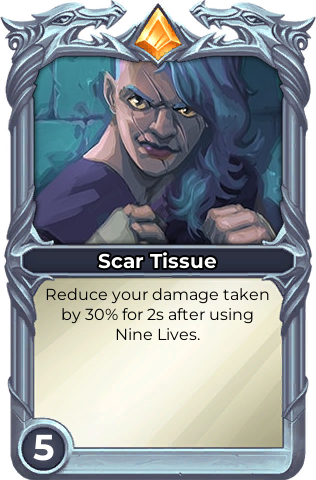 Scar Tissue
Reduce your damage taken
by 30% for 2s after using
Nine Lives.
5